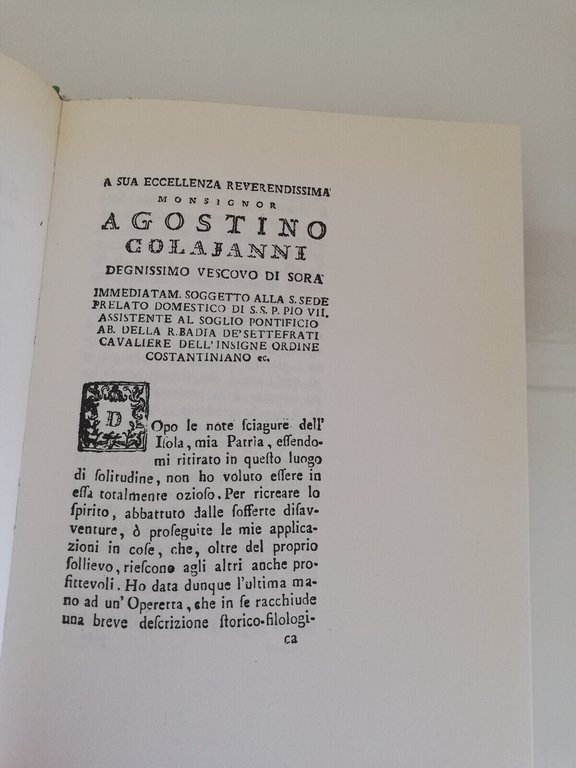 A SUA ECCELLENZA REVERENDISSIMA
MONSIGNOR
AGOSTINO
COLAJANNI
DEGNISSIMO VESCOVO DI SORA
IMMEDIATAM. SOGGETTO ALLA S. SEDE
PRELATO DOMESTICO DI S. S. P. PIO VII.
ASSISTENTE AL SOGLIO PONTIFICIO
AB. DELLA R. BADIA DE' SETTEFRATI
CAVALIERE DELL'INSIGNE ORDINE
COSTANTINIANO ec.
DOpo le note ſciagure dell'
Iſola, mia Patria, eſſendo-
mi ritirato in queſto luogo
di ſolitudine, non ho voluto eſſere in
eſſa totalmente ozioſo. Per ricreare lo
ſpirito, abbattuto dalle ſofferte diſav-
venture, ò proſeguite le mie applica-
zioni in coſe, che, oltre del proprio
ſollievo, rieſcono agli altri anche pro-
fittevoli. Ho data dunque l'ultima ma-
no ad un' Operetta, che in ſe racchiude
una breve deſcrizione ſtorico-filologi-
ca